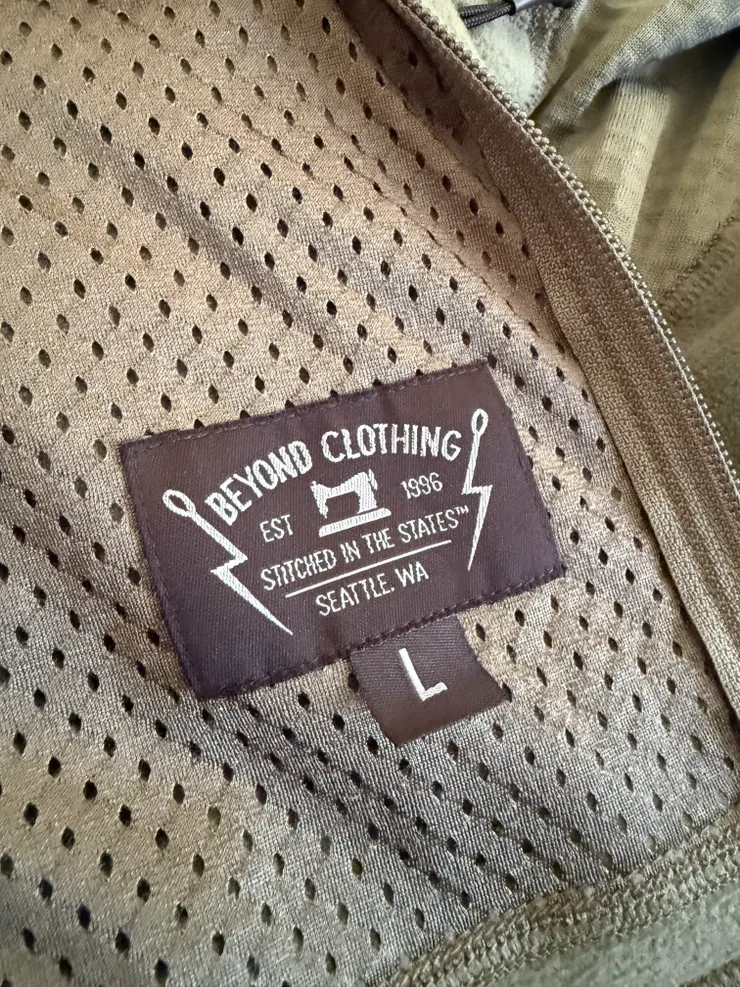 BEYOND CLOTHING
EST 1996
STITCHED IN THE STATES™
SEATTLE, WA
L